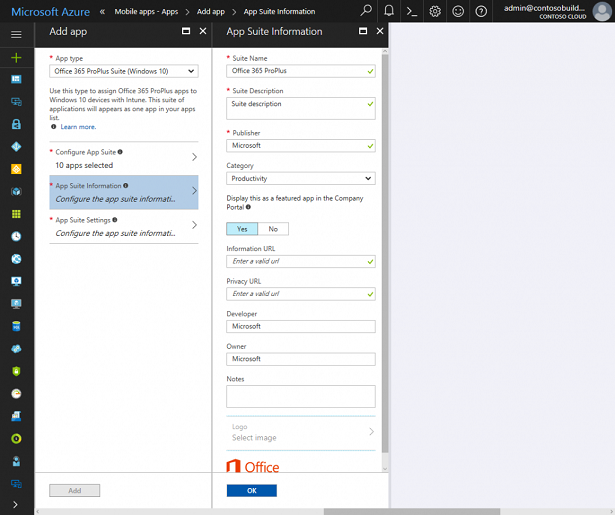 Microsoft Azure
Mobile apps - Apps > Add app > App Suite Information
admin@contosobuild...
CONTOSO CLOUD
Add app
* App type
Office 365 ProPlus Suite (Windows 10)
Use this type to assign Office 365 ProPlus apps to
Windows 10 devices with Intune. This suite of
applications will appears as one app in your apps
list.
Learn more.
* Configure App Suite
10 apps selected
* App Suite Information
Configure the app suite informati..
* App Suite Settings
Configure the app suite informati..
Add
App Suite Information
* Suite Name
Office 365 ProPlus
* Suite Description
Suite description
* Publisher
Microsoft
Category
Productivity
Display this as a featured app in the Company
Portal
Yes No
Information URL
Enter a valid url
Privacy URL
Enter a valid url
Developer
Microsoft
Owner
Microsoft
Notes
Logo
Select image
Office
OK